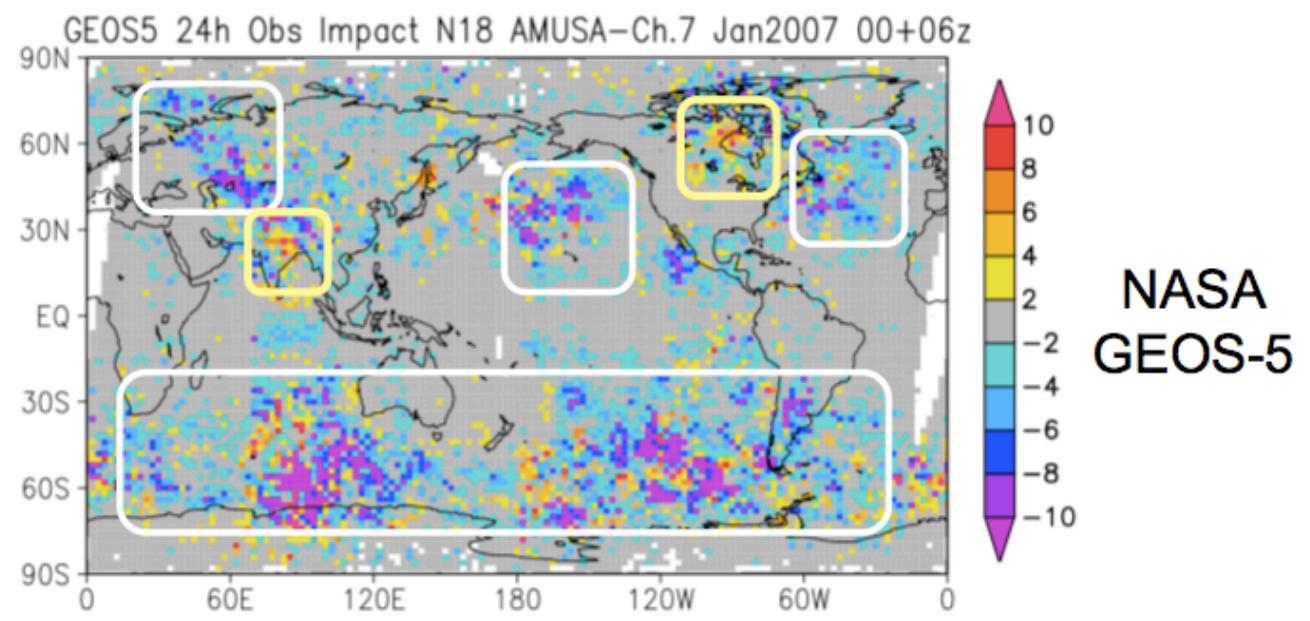 GEOS5 24h Obs Impact N18 AMUSA-Ch.7 Jan2007 00+06z
90N
60N
30N
EQ
30S
60S
90S
0
60E
120E
180
120W
60W
0
10
8
6
4
2
-2
-4
-6
-8
-10
NASA
GEOS-5